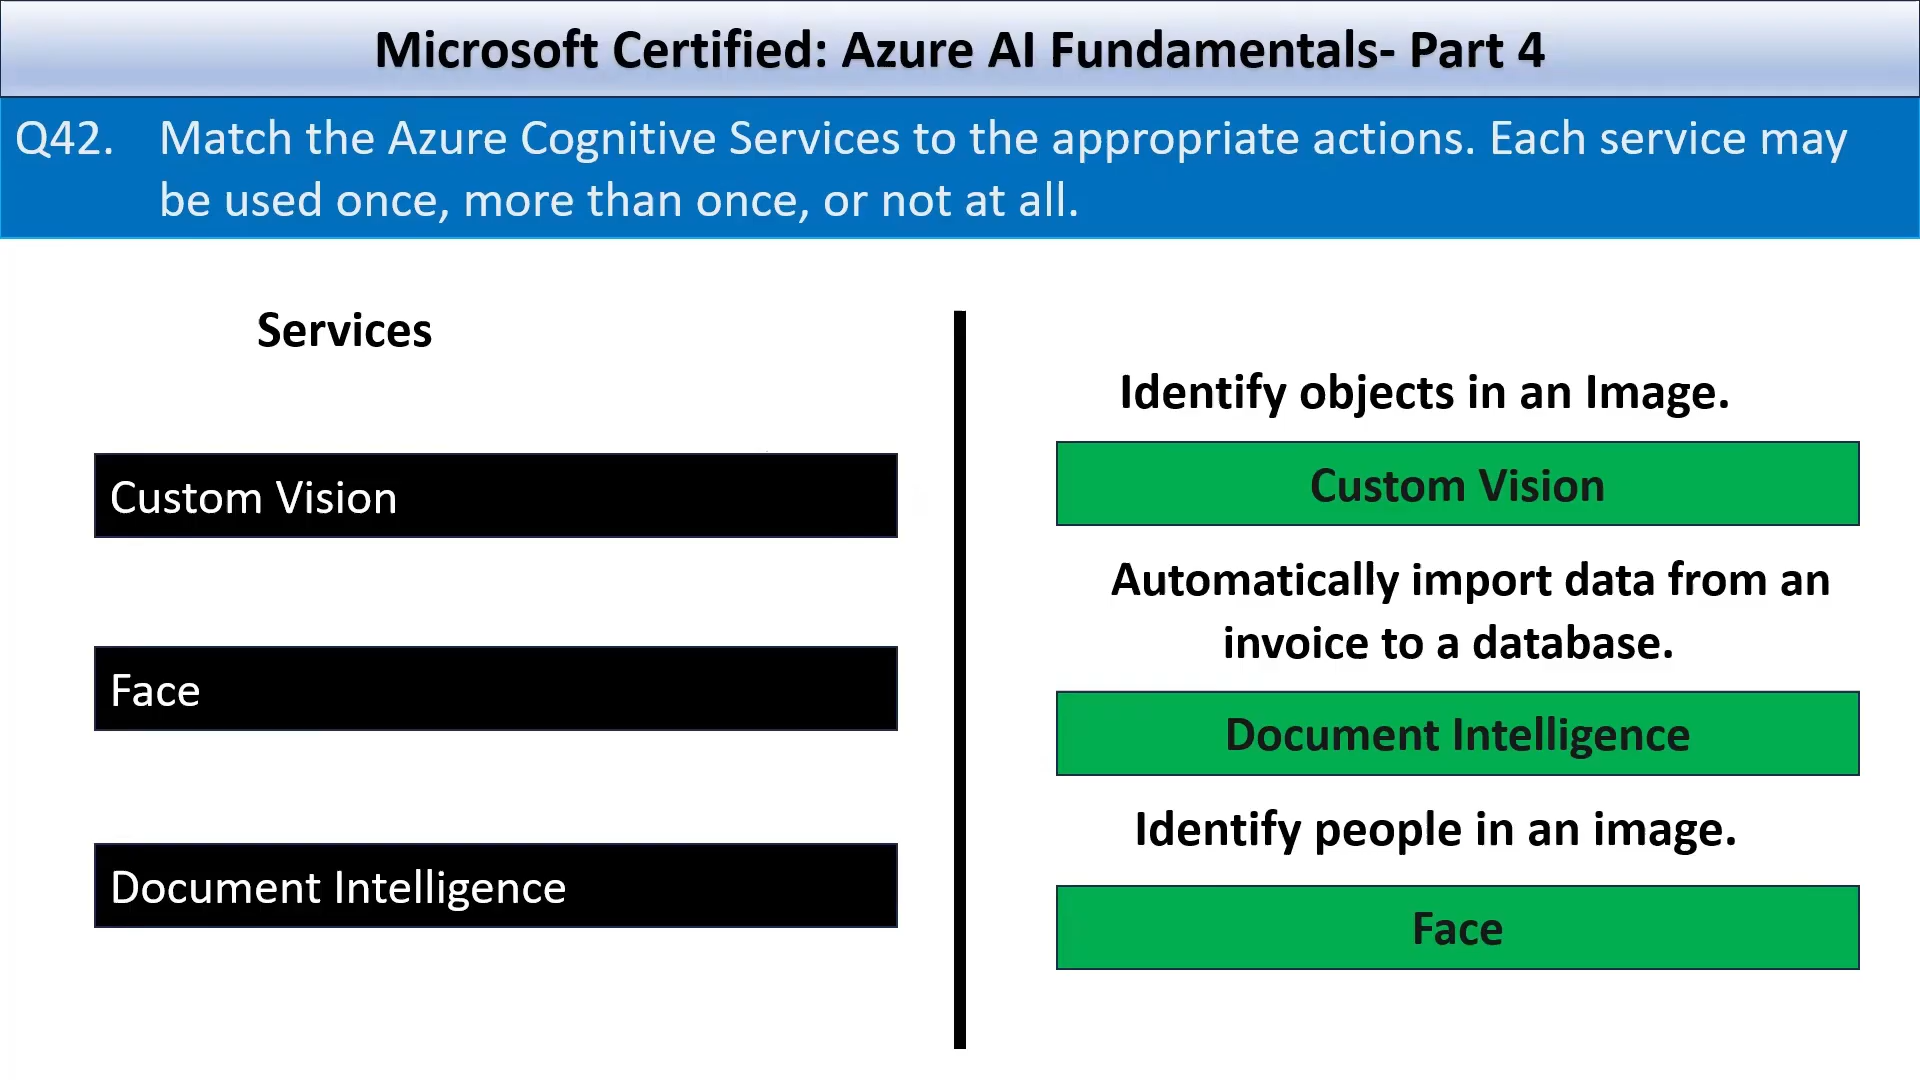 Microsoft Certified: Azure AI Fundamentals- Part 4
Q42. Match the Azure Cognitive Services to the appropriate actions. Each service may
be used once, more than once, or not at all.
Services
Custom Vision
Face
Document Intelligence
Identify objects in an Image.
Custom Vision
Automatically import data from an
invoice to a database.
Document Intelligence
Identify people in an image.
Face